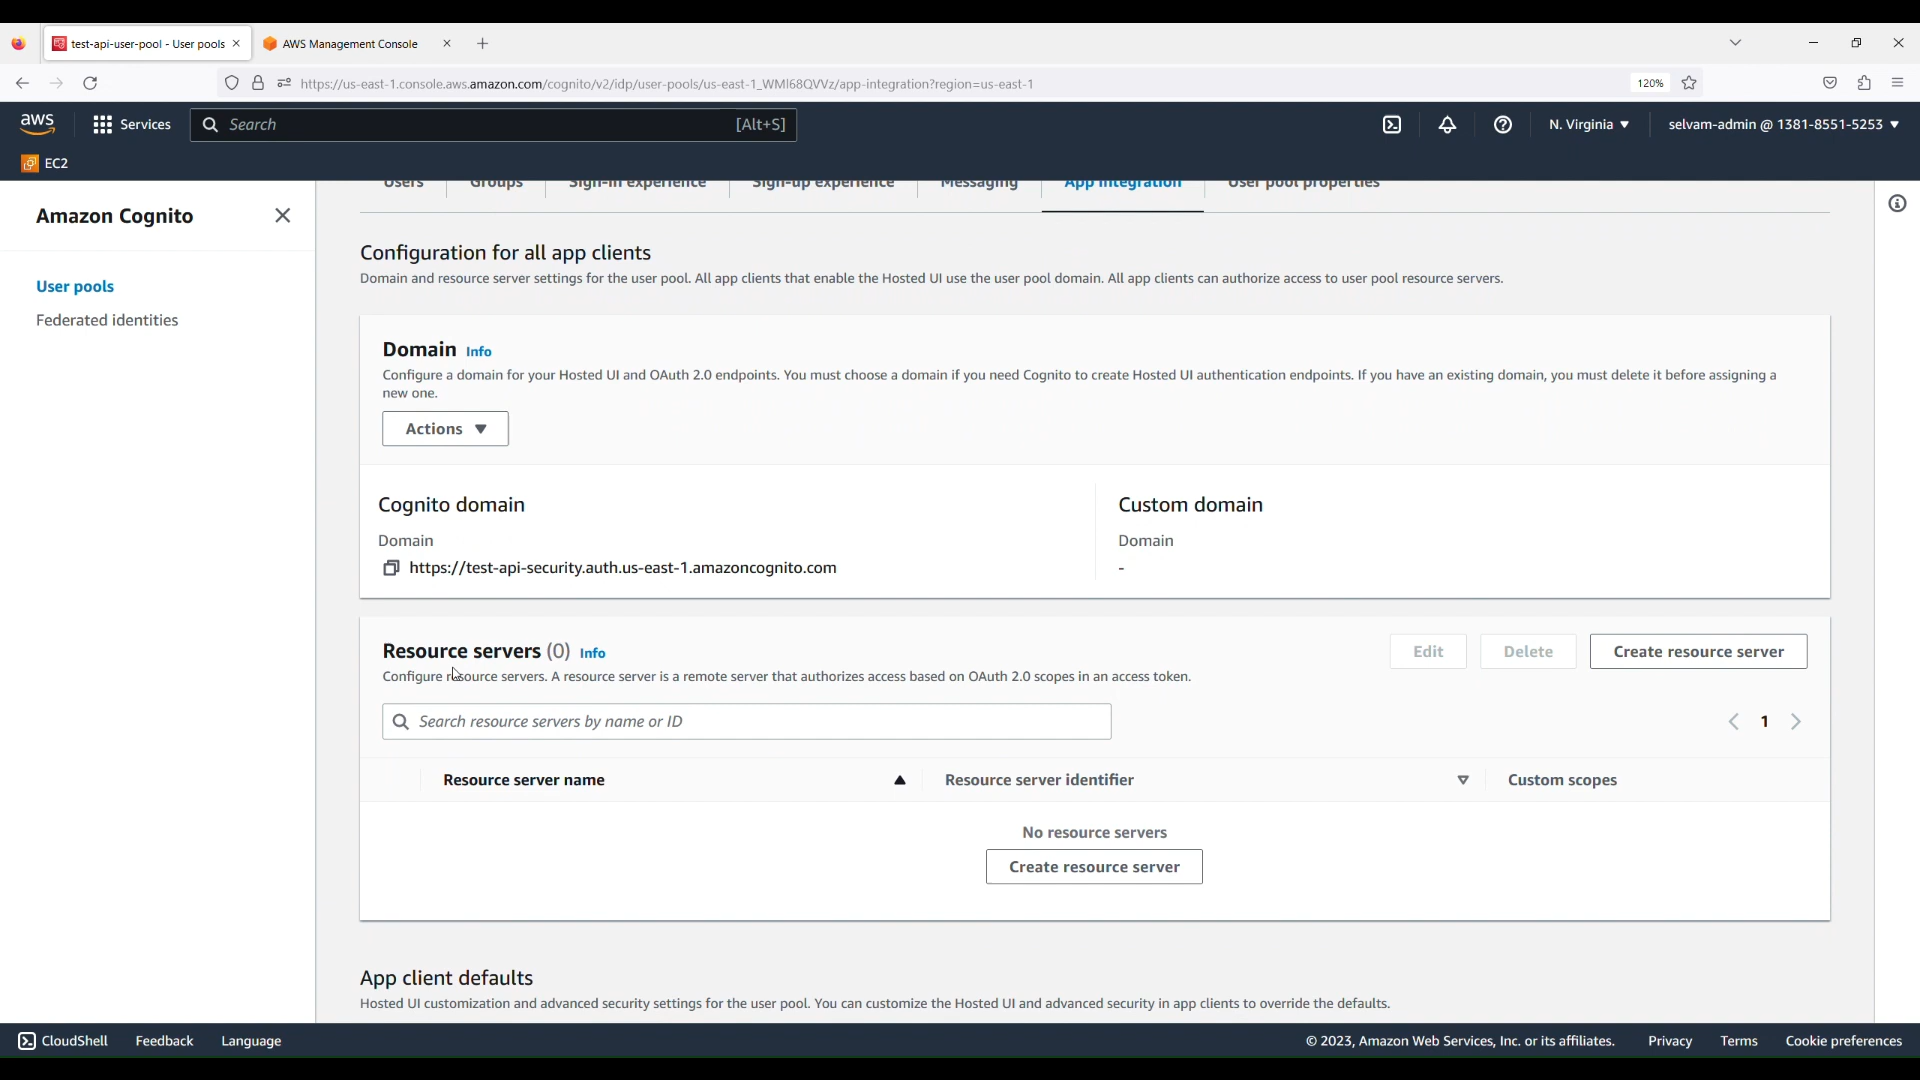 test-api-user-pool - User pools
AWS Management Console
https://us-east-1.console.aws.amazon.com/cognito/v2/idp/user-pools/us-east-1_WMI68QVVz/app-integration?region=us-east-1
120%
aws
Services
Search
[Alt+S]
N. Virginia
selvam-admin @ 1381-8551-5253
EC2
Amazon Cognito
User pools
Federated identities
Users
Groups
Sign-in experience
Sign-up experience
Messaging
App integration
User pool properties
Configuration for all app clients
Domain and resource server settings for the user pool. All app clients that enable the Hosted UI use the user pool domain. All app clients can authorize access to user pool resource servers.
Domain Info
Configure a domain for your Hosted UI and OAuth 2.0 endpoints. You must choose a domain if you need Cognito to create Hosted UI authentication endpoints. If you have an existing domain, you must delete it before assigning a
new one.
Actions
Cognito domain
Domain
https://test-api-security.auth.us-east-1.amazoncognito.com
Custom domain
Domain
-
Resource servers (0) Info
Configure resource servers. A resource server is a remote server that authorizes access based on OAuth 2.0 scopes in an access token.
Edit
Delete
Create resource server
Search resource servers by name or ID
1
Resource server name
Resource server identifier
Custom scopes
No resource servers
Create resource server
App client defaults
Hosted UI customization and advanced security settings for the user pool. You can customize the Hosted UI and advanced security in app clients to override the defaults.
CloudShell
Feedback
Language
© 2023, Amazon Web Services, Inc. or its affiliates.
Privacy
Terms
Cookie preferences